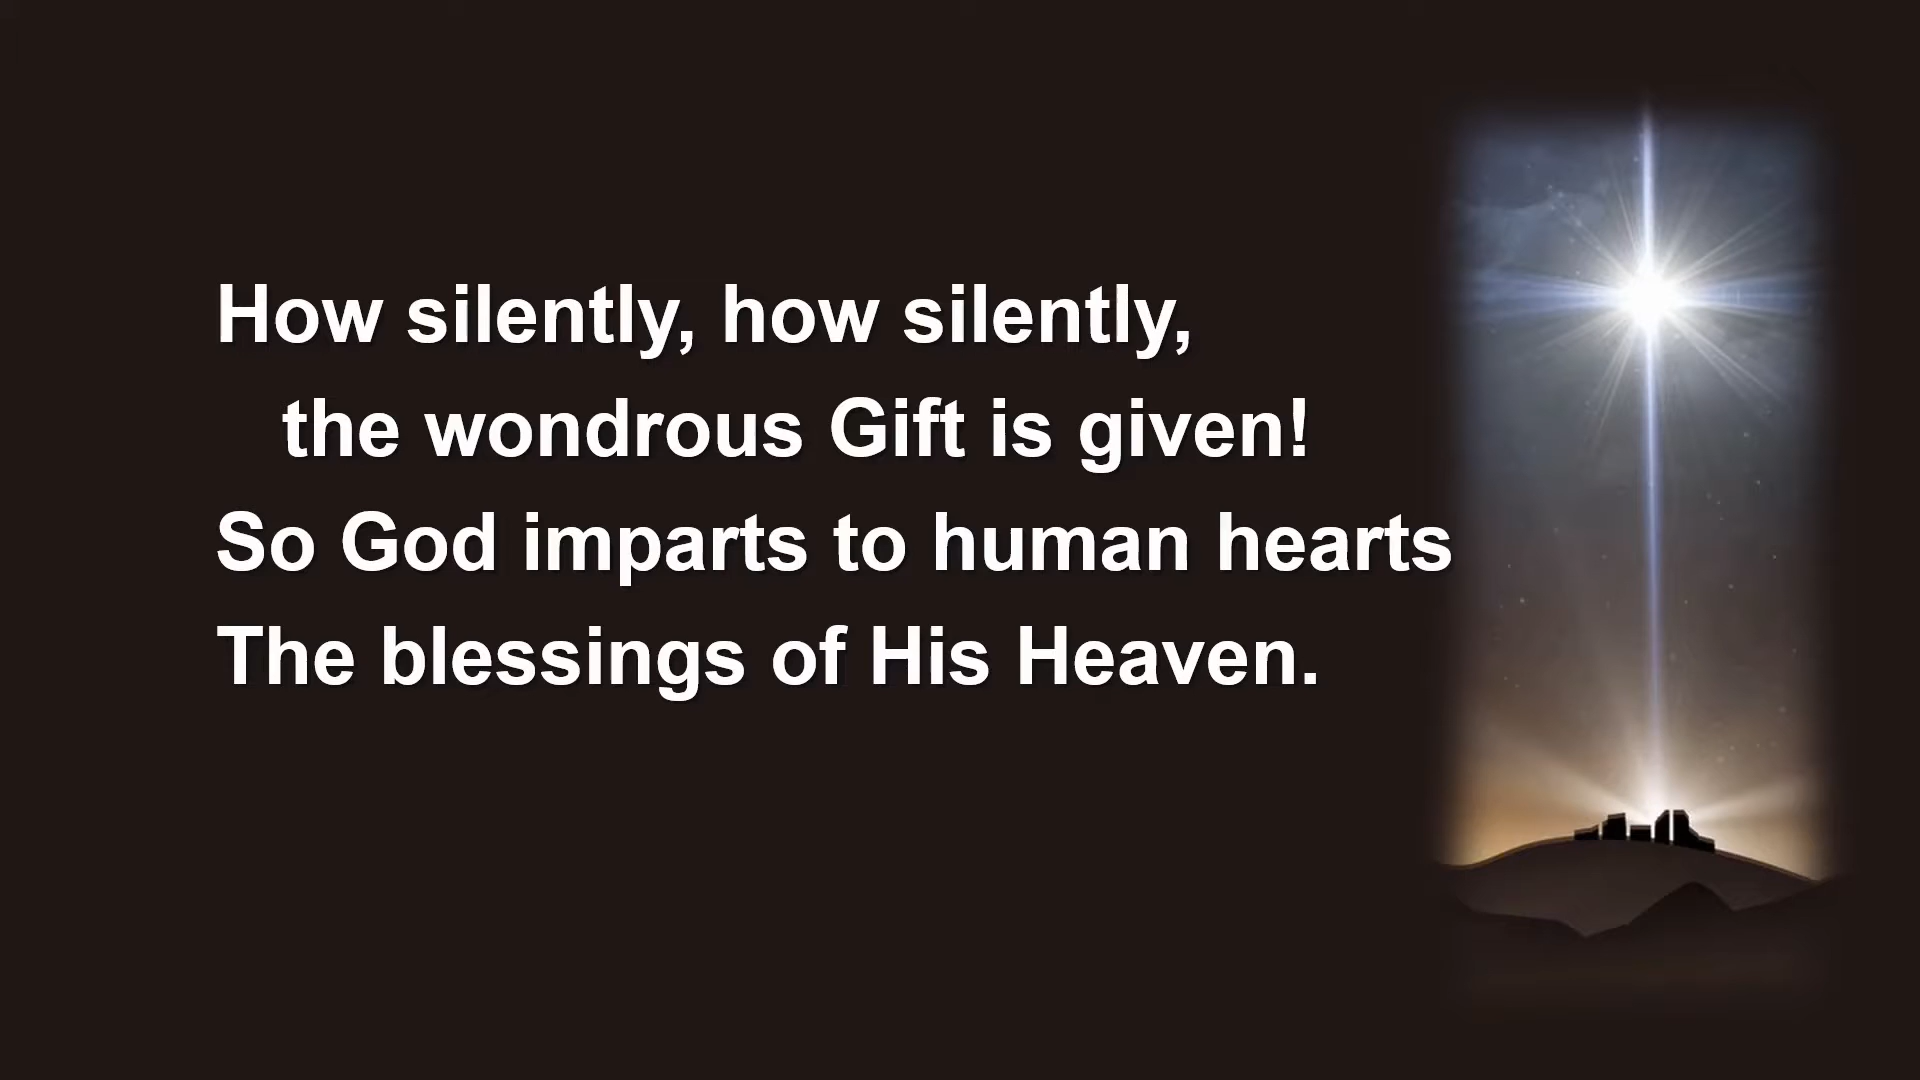 How silently, how silently,
the wondrous Gift is given!
So God imparts to human hearts
The blessings of His Heaven.